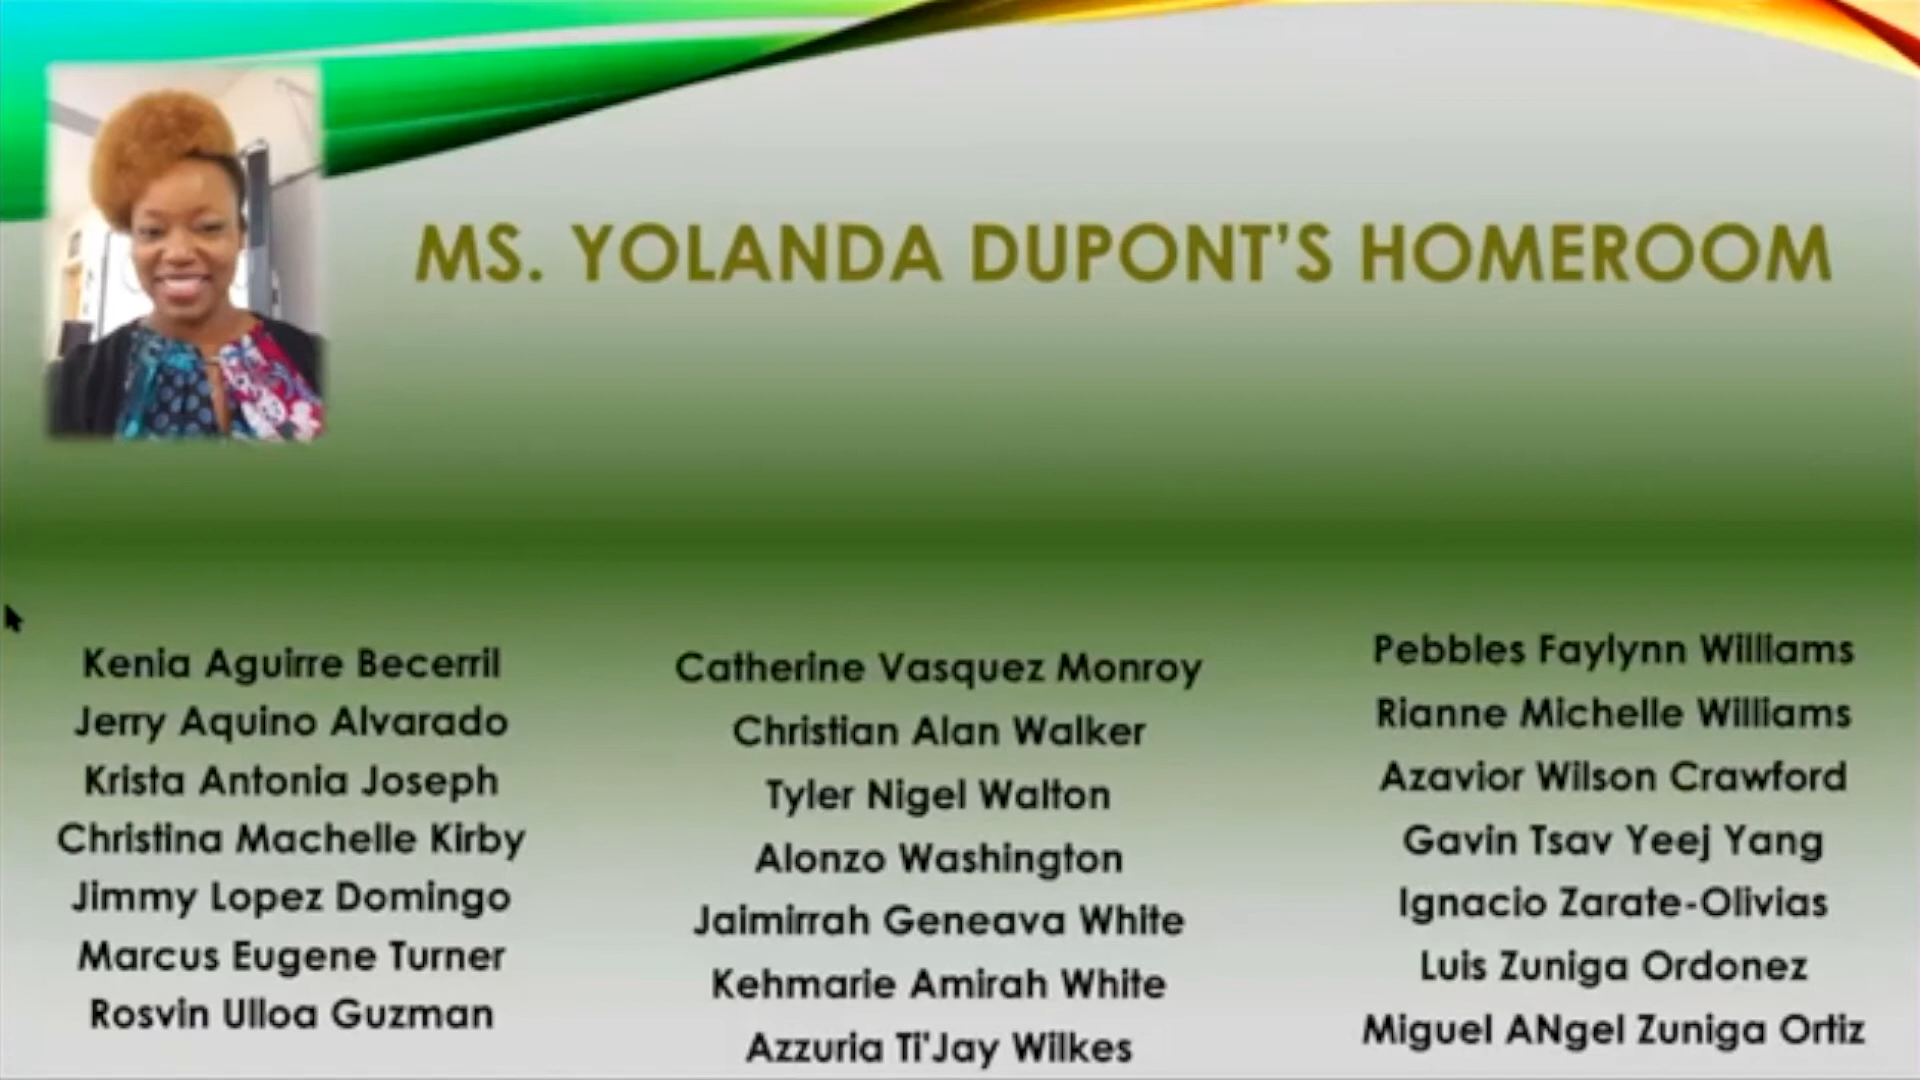 MS. YOLANDA DUPONT'S HOMEROOM
Kenia Aguirre Becerril
Jerry Aquino Alvarado
Krista Antonia Joseph
Christina Machelle Kirby
Jimmy Lopez Domingo
Marcus Eugene Turner
Rosvin Ulloa Guzman
Catherine Vasquez Monroy
Christian Alan Walker
Tyler Nigel Walton
Alonzo Washington
Jaimirrah Geneava White
Kehmarie Amirah White
Azzuria Ti'Jay Wilkes
Pebbles Faylynn Williams
Rianne Michelle Williams
Azavior Wilson Crawford
Gavin Tsav Yeej Yang
Ignacio Zarate-Olivias
Luis Zuniga Ordonez
Miguel ANgel Zuniga Ortiz